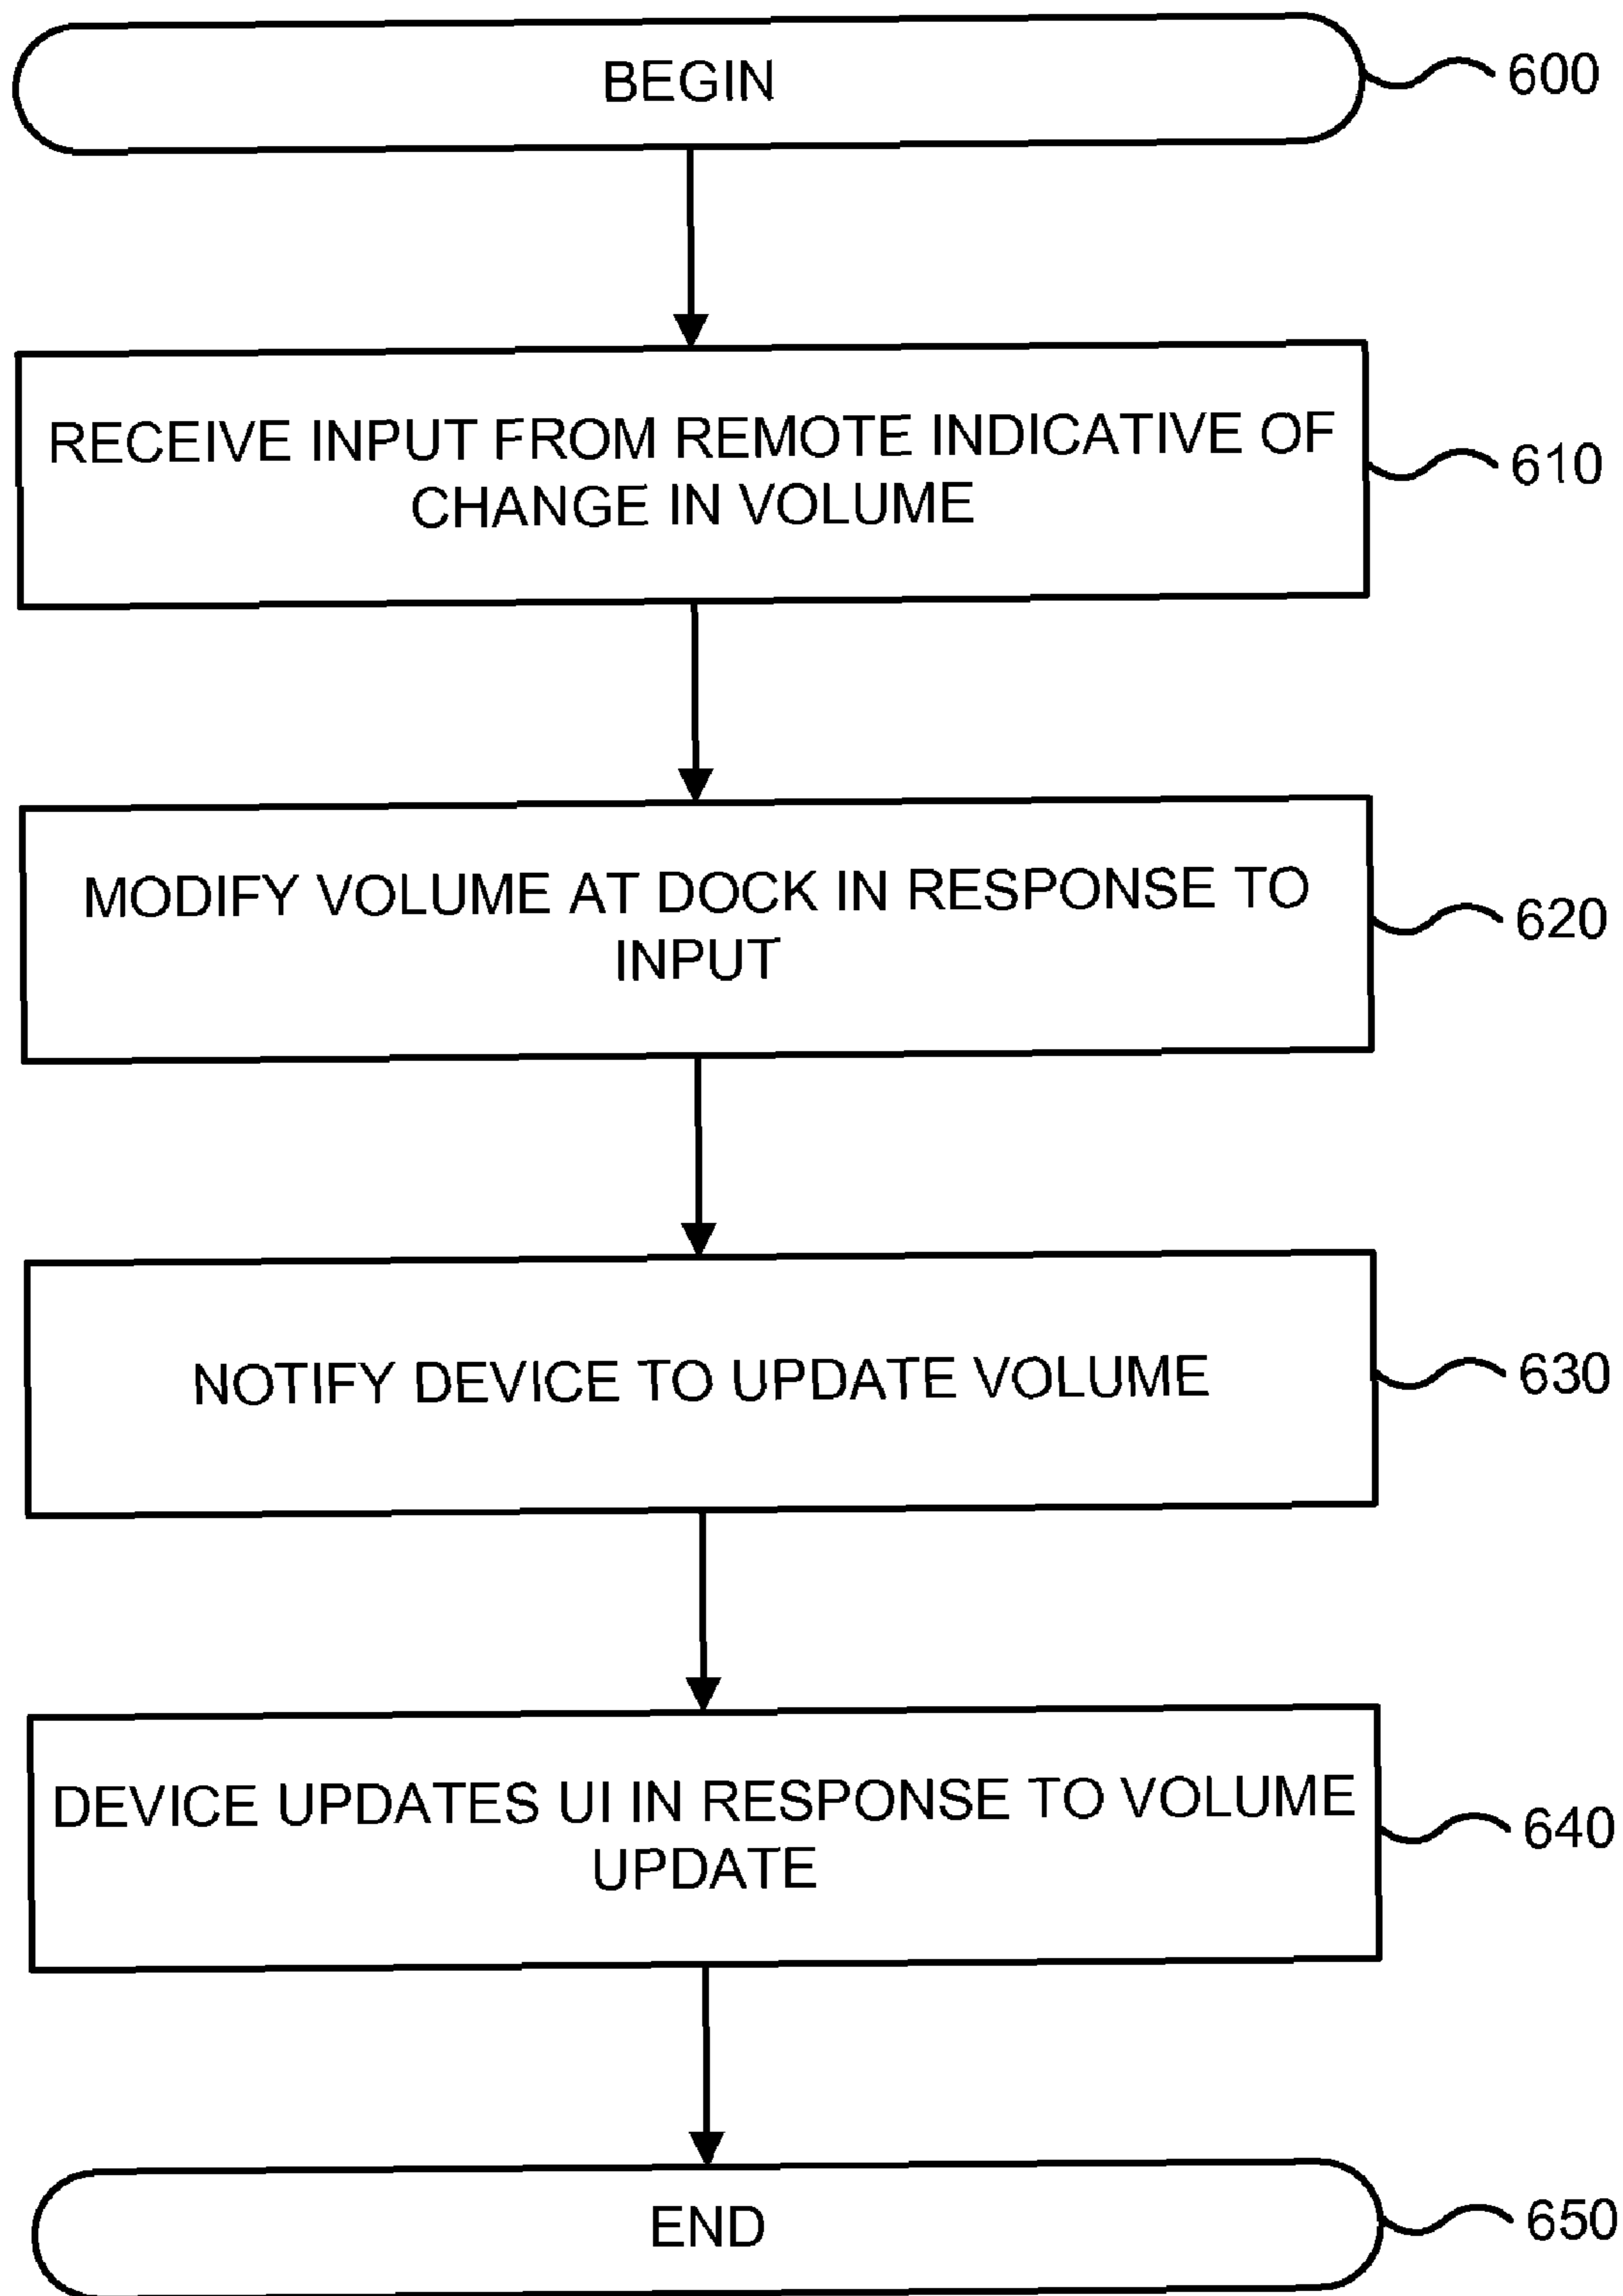 BEGIN
600
RECEIVE INPUT FROM REMOTE INDICATIVE OF
CHANGE IN VOLUME
610
MODIFY VOLUME AT DOCK IN RESPONSE TO
INPUT
620
NOTIFY DEVICE TO UPDATE VOLUME
630
DEVICE UPDATES UI IN RESPONSE TO VOLUME
UPDATE
640
END
650